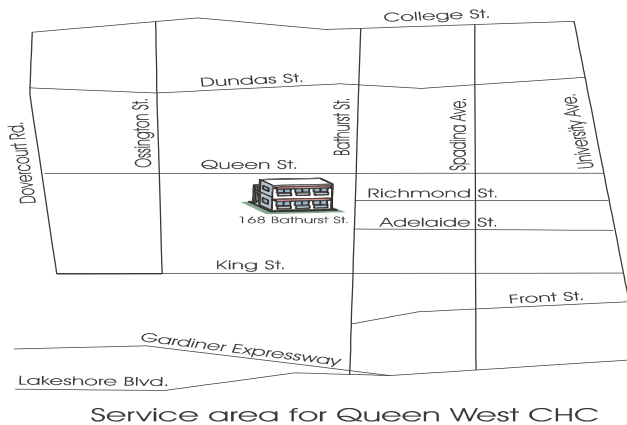 College St.
Dundas St.
Dovercourt Rd.
Ossington St.
Bathurst St.
Spadina Ave.
University Ave.
Queen St.
Richmond St.
168 Bathurst St.
Adelaide St.
King St.
Front St.
Gardiner Expressway
Lakeshore Blvd.
Service area for Queen West CHC